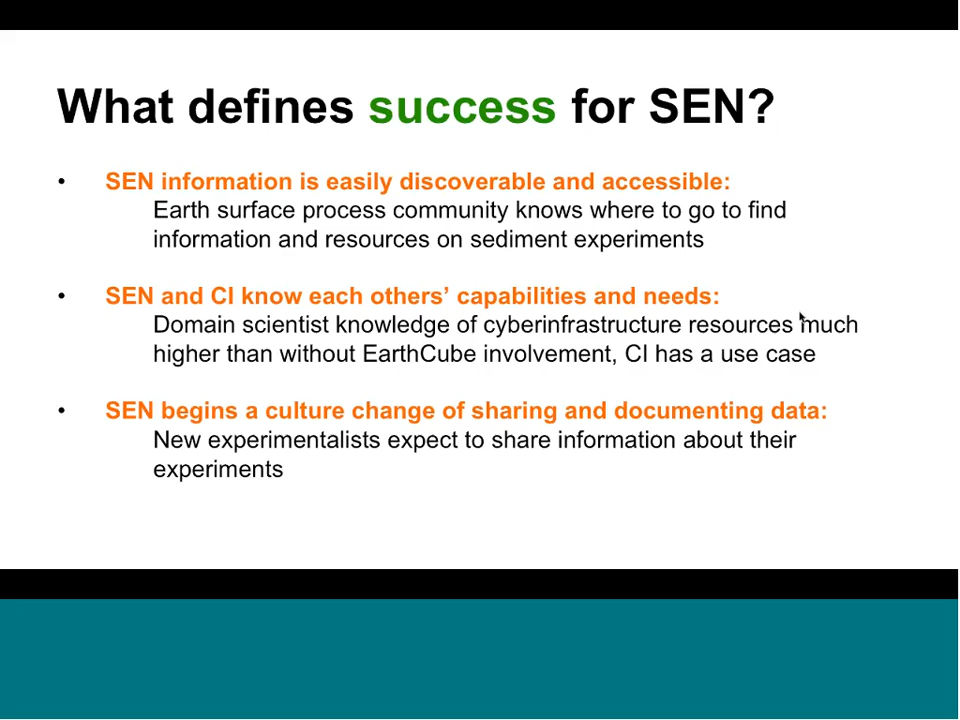 What defines success for SEN?
• SEN information is easily discoverable and accessible:
Earth surface process community knows where to go to find
information and resources on sediment experiments
• SEN and CI know each others’ capabilities and needs:
Domain scientist knowledge of cyberinfrastructure resources much
higher than without EarthCube involvement, CI has a use case
• SEN begins a culture change of sharing and documenting data:
New experimentalists expect to share information about their
experiments